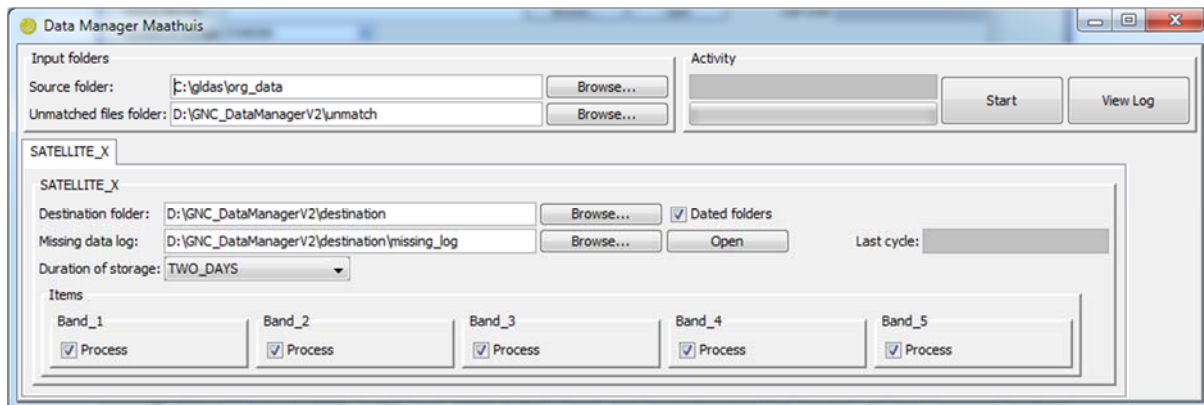 Data Manager Maathuis
Input folders
Source folder: C:\gldas\org_data Browse...
Unmatched files folder: D:\GNC_DataManagerV2\unmatch Browse...
Activity
Start View Log
SATELLITE_X
SATELLITE_X
Destination folder: D:\GNC_DataManagerV2\destination Browse... Dated folders
Missing data log: D:\GNC_DataManagerV2\destination\missing_log Browse... Open Last cycle:
Duration of storage: TWO_DAYS
Items
Band_1 Band_2 Band_3 Band_4 Band_5
Process Process Process Process Process